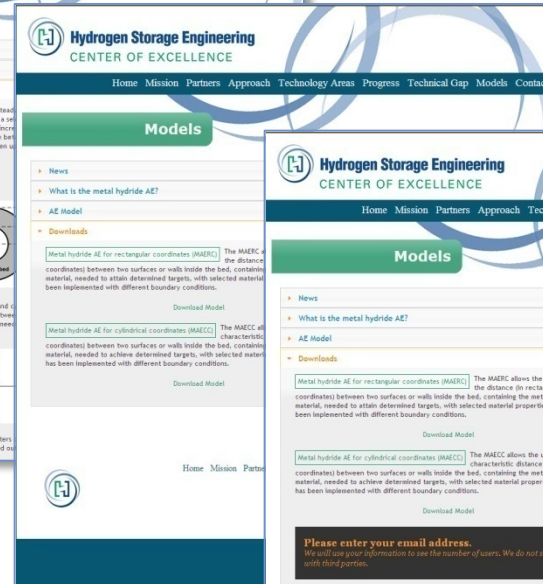 Hydrogen Storage Engineering
CENTER OF EXCELLENCE
Home Mission Partners Approach Technology Areas Progress Technical Gap Models Contac
Models
News
What is the metal hydride AE?
AE Model
Downloads
Metal hydride AE for rectangular coordinates (MAERC) The MAERC a
the distance
coordinates) between two surfaces or walls inside the bed, containing
material, needed to attain determined targets, with selected material
been implemented with different boundary conditions.
Download Model
Metal hydride AE for cylindrical coordinates (MAECC) The MAECC all
characteristic
coordinates) between two surfaces or walls inside the bed, containing
material, needed to achieve determined targets, with selected materi
has been implemented with different boundary conditions.
Download Model
Home Mission Partne
Hydrogen Storage Engineering
CENTER OF EXCELLENCE
Home Mission Partners Approach Tec
Models
News
What is the metal hydride AE?
AE Model
Downloads
Metal hydride AE for rectangular coordinates (MAERC) The MAERC allows the
the distance (in recta
coordinates) between two surfaces or walls inside the bed, containing the met
material, needed to attain determined targets, with selected material properti
been implemented with different boundary conditions.
Download Model
Metal hydride AE for cylindrical coordinates (MAECC) The MAECC allows the u
characteristic distance
coordinates) between two surfaces or walls inside the bed, containing the met
material, needed to achieve determined targets, with selected material proper
has been implemented with different boundary conditions.
Download Model
Please enter your email address.
We will use your information to see the number of users. We do not s
with third parties.